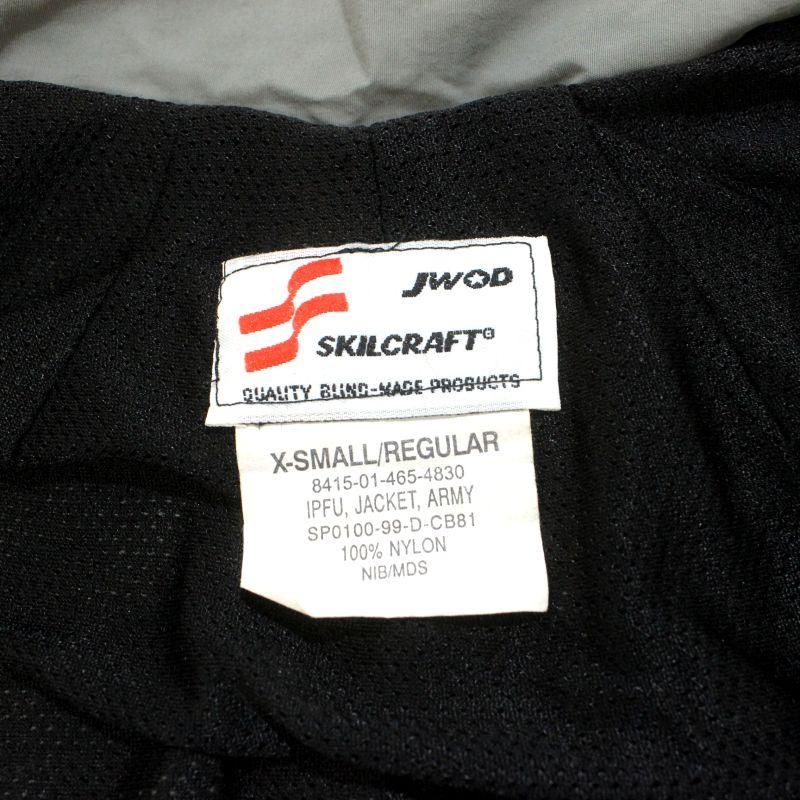 JWOD
SKILCRAFT®
QUALITY BLIND-MADE PRODUCTS
X-SMALL/REGULAR
8415-01-465-4830
IPFU, JACKET, ARMY
SP0100-99-D-CB81
100% NYLON
NIB/MDS